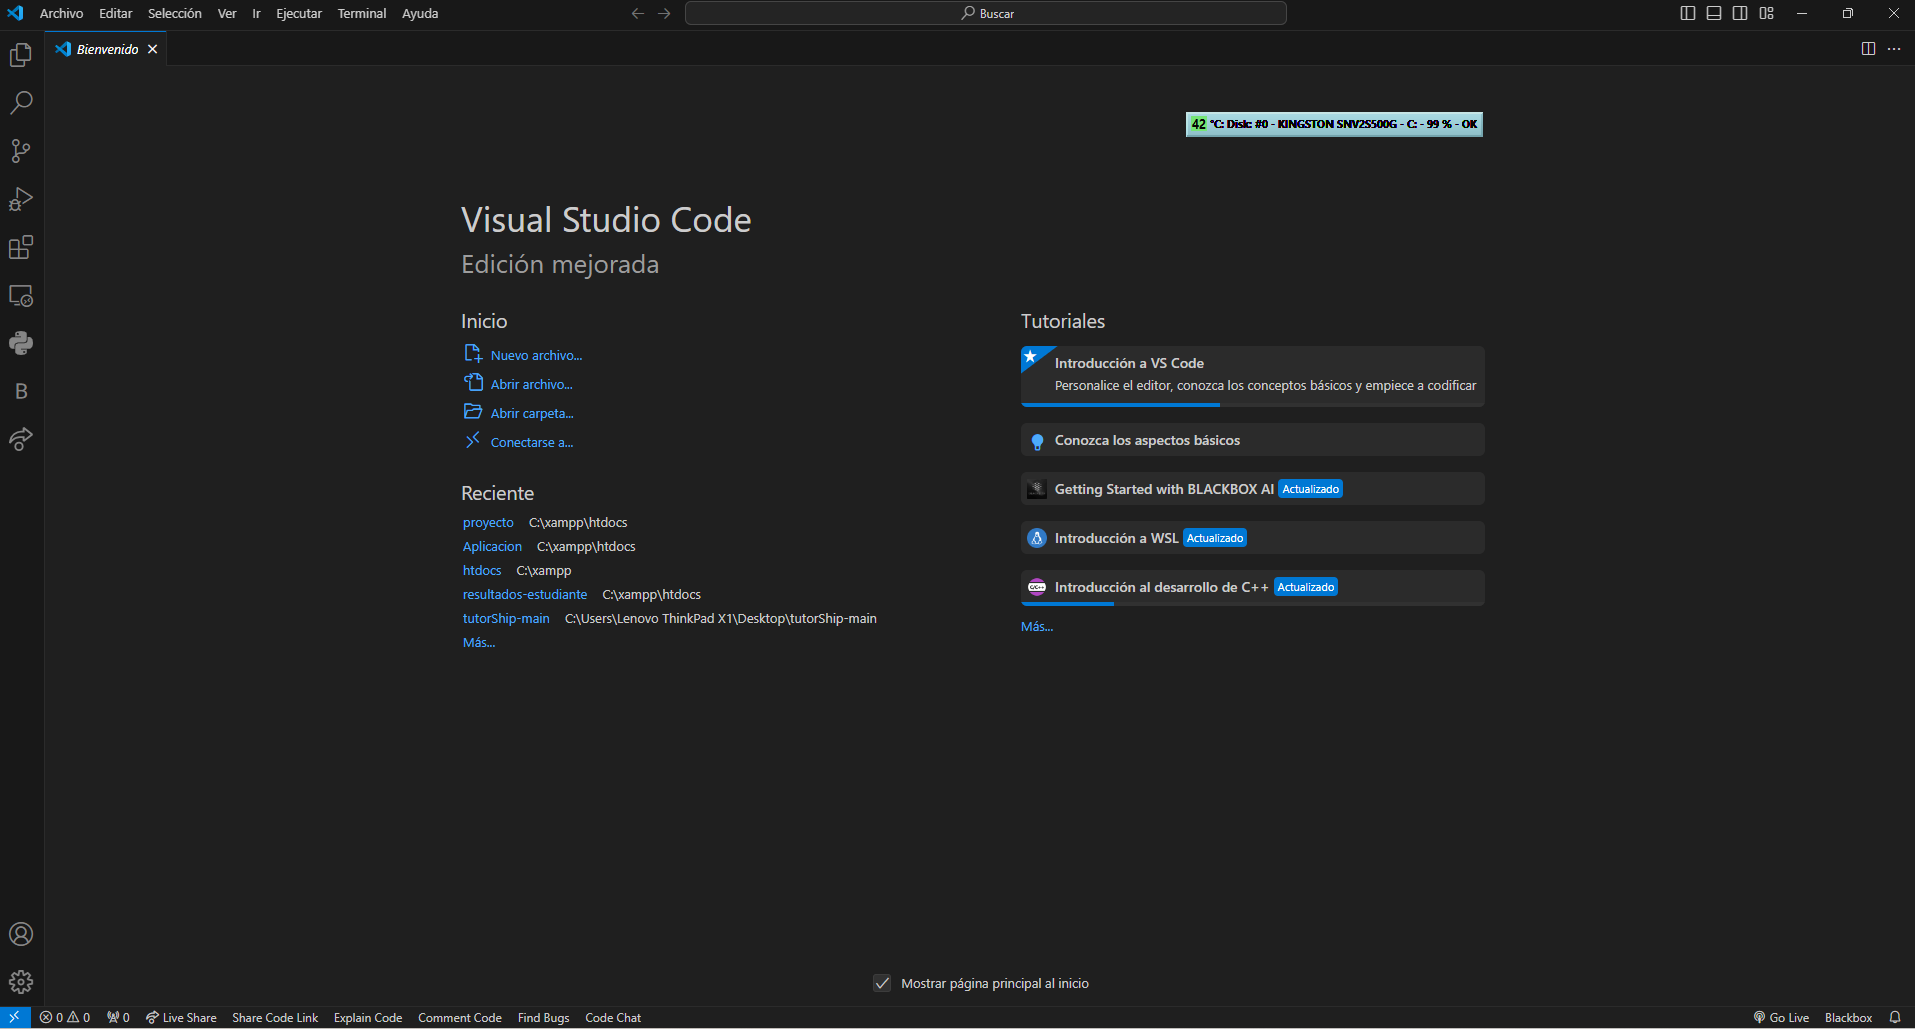 Archivo Editar Selección Ver Ir Ejecutar Terminal Ayuda
Buscar
Bienvenido
42 °C: Disk: #0 - KINGSTON SNV2S500G - C: - 99 % - OK
Visual Studio Code
Edición mejorada
Inicio
Nuevo archivo...
Abrir archivo...
Abrir carpeta...
Conectarse a...
Reciente
proyecto C:\xampp\htdocs
Aplicacion C:\xampp\htdocs
htdocs C:\xampp
resultados-estudiante C:\xampp\htdocs
tutorShip-main C:\Users\Lenovo ThinkPad X1\Desktop\tutorShip-main
Más...
Tutoriales
Introducción a VS Code
Personalice el editor, conozca los conceptos básicos y empiece a codificar
Conozca los aspectos básicos
Getting Started with BLACKBOX AI Actualizado
Introducción a WSL Actualizado
C/C++ Introducción al desarrollo de C++ Actualizado
Más...
B
Mostrar página principal al inicio
0 0 0 Live Share Share Code Link Explain Code Comment Code Find Bugs Code Chat
Go Live Blackbox